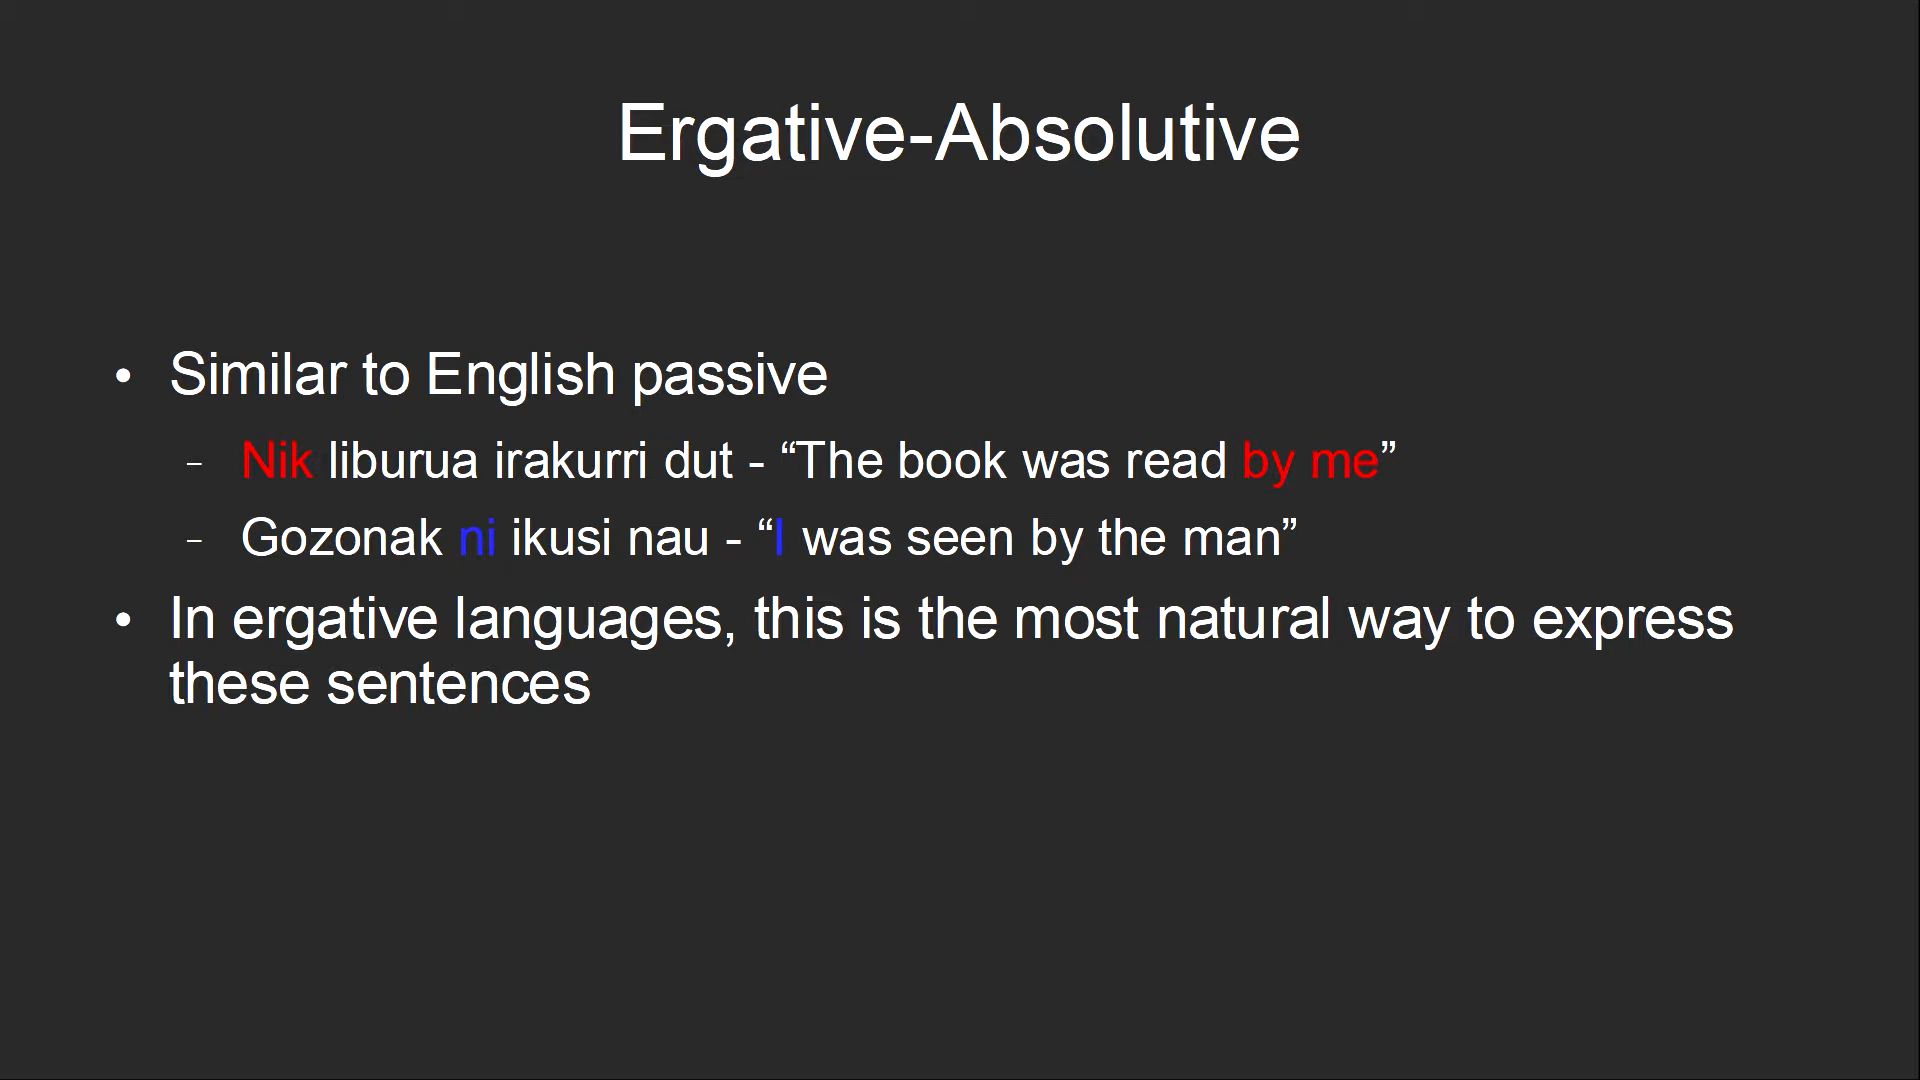 Ergative-Absolutive
• Similar to English passive
– Nik liburua irakurri dut - “The book was read by me”
– Gozonak ni ikusi nau - “I was seen by the man”
• In ergative languages, this is the most natural way to express
these sentences